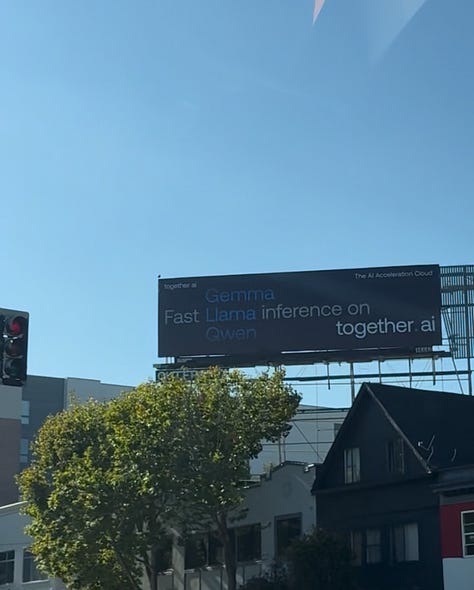 together.ai
The AI Acceleration Cloud
Gemma
Fast Llama inference on
Qwen
together.ai